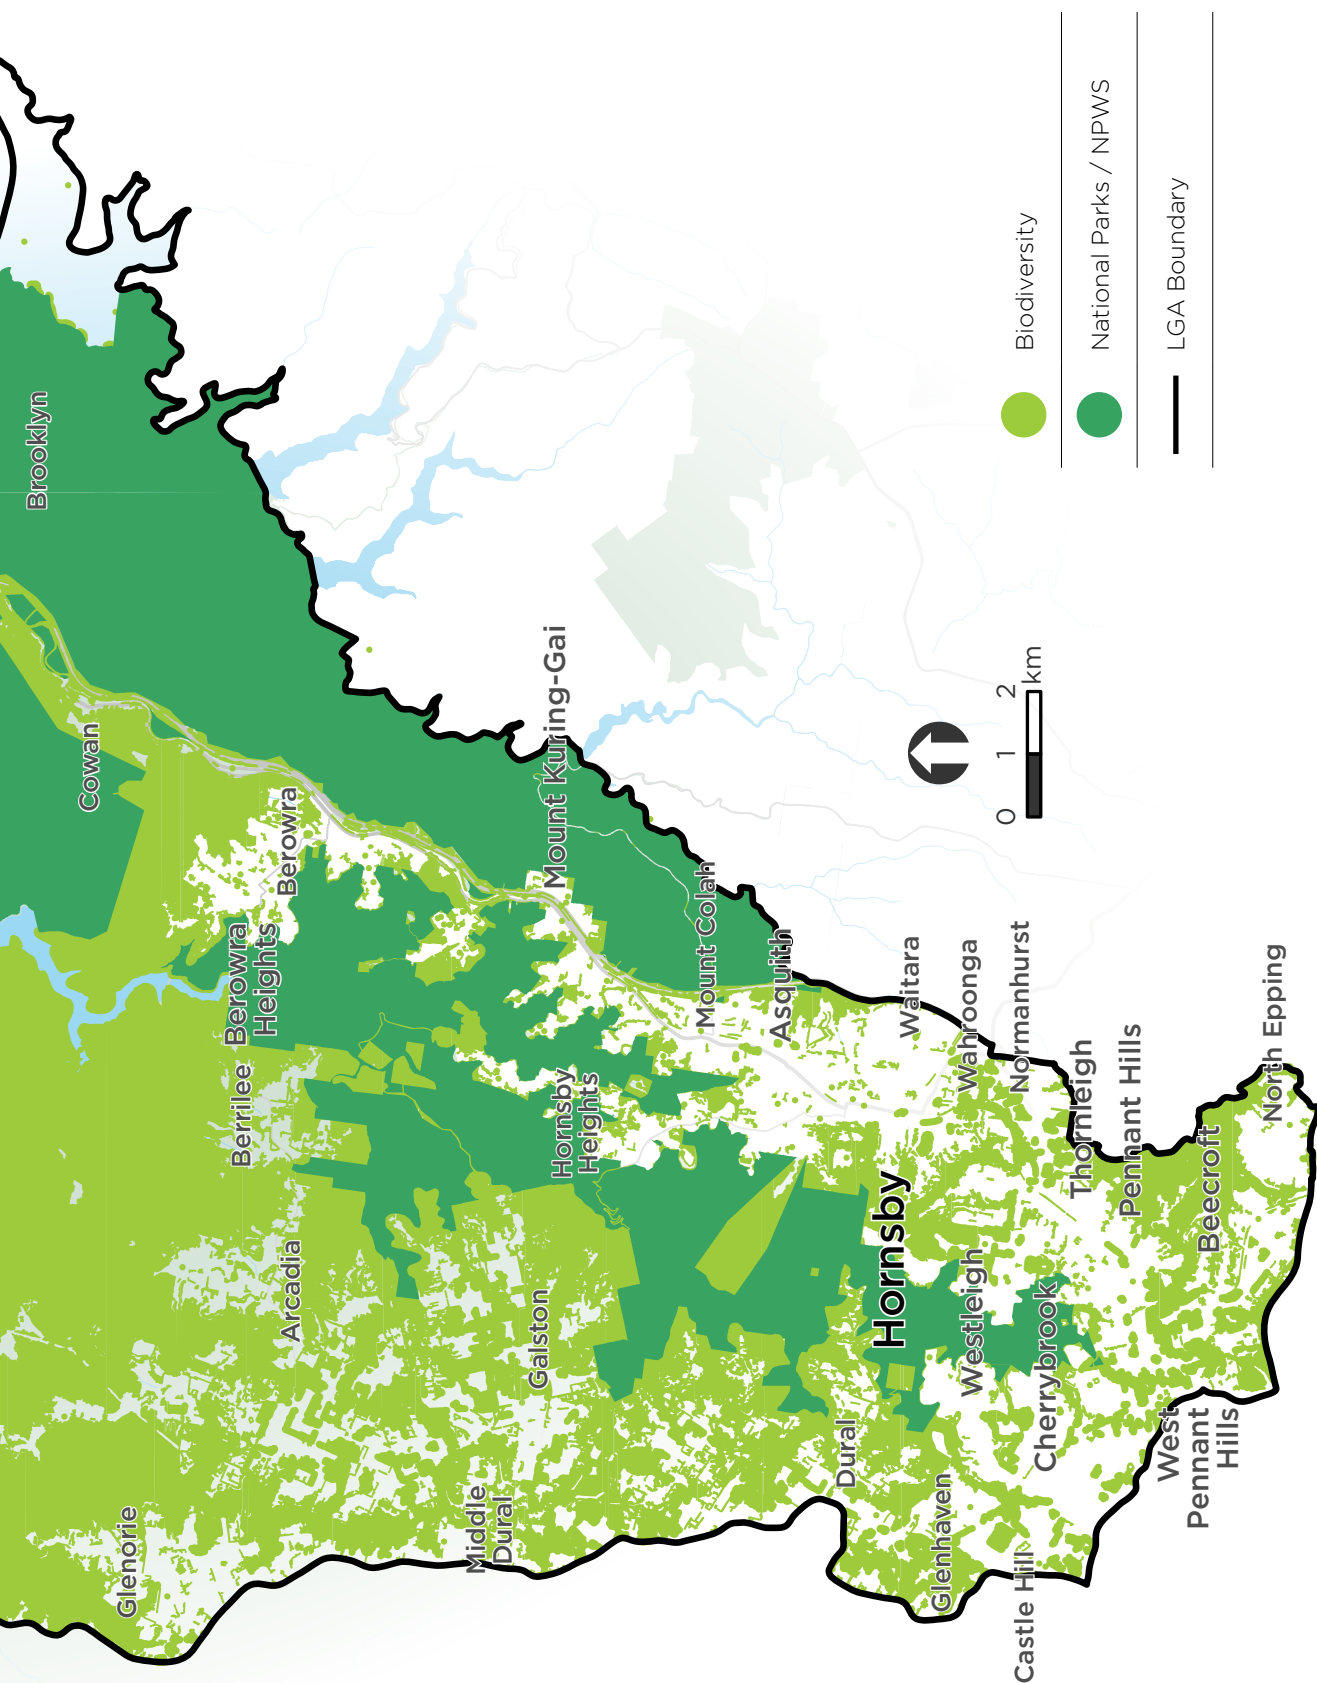 Brooklyn
Cowan
Glenorie
Berowra
Heights
Berowra
Berrilee
Arcadia
Mount Kuring-Gai
Middle
Dural
Galston
Hornsby
Heights
Mount Colah
Asquith
Dural
Hornsby
Waitara
Glenhaven
Westleigh
Wahroonga
Castle Hill
Cherrybrook
Normanhurst
Thornleigh
Pennant Hills
West
Pennant
Hills
Beecroft
North Epping
0 1 2
km
Biodiversity
National Parks / NPWS
LGA Boundary